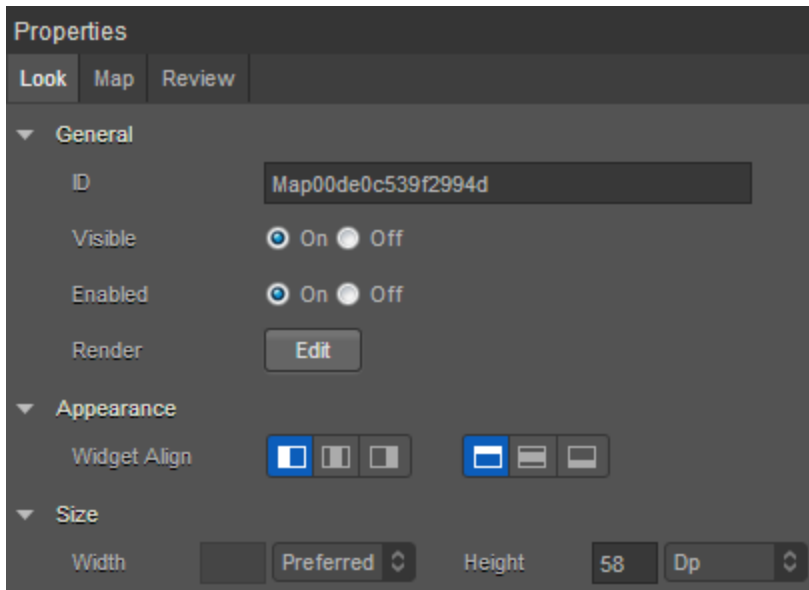 Properties
Look Map Review
General
ID Map00de0c539f2994d
Visible On Off
Enabled On Off
Render Edit
Appearance
Widget Align
Size
Width Preferred Height 58 Dp